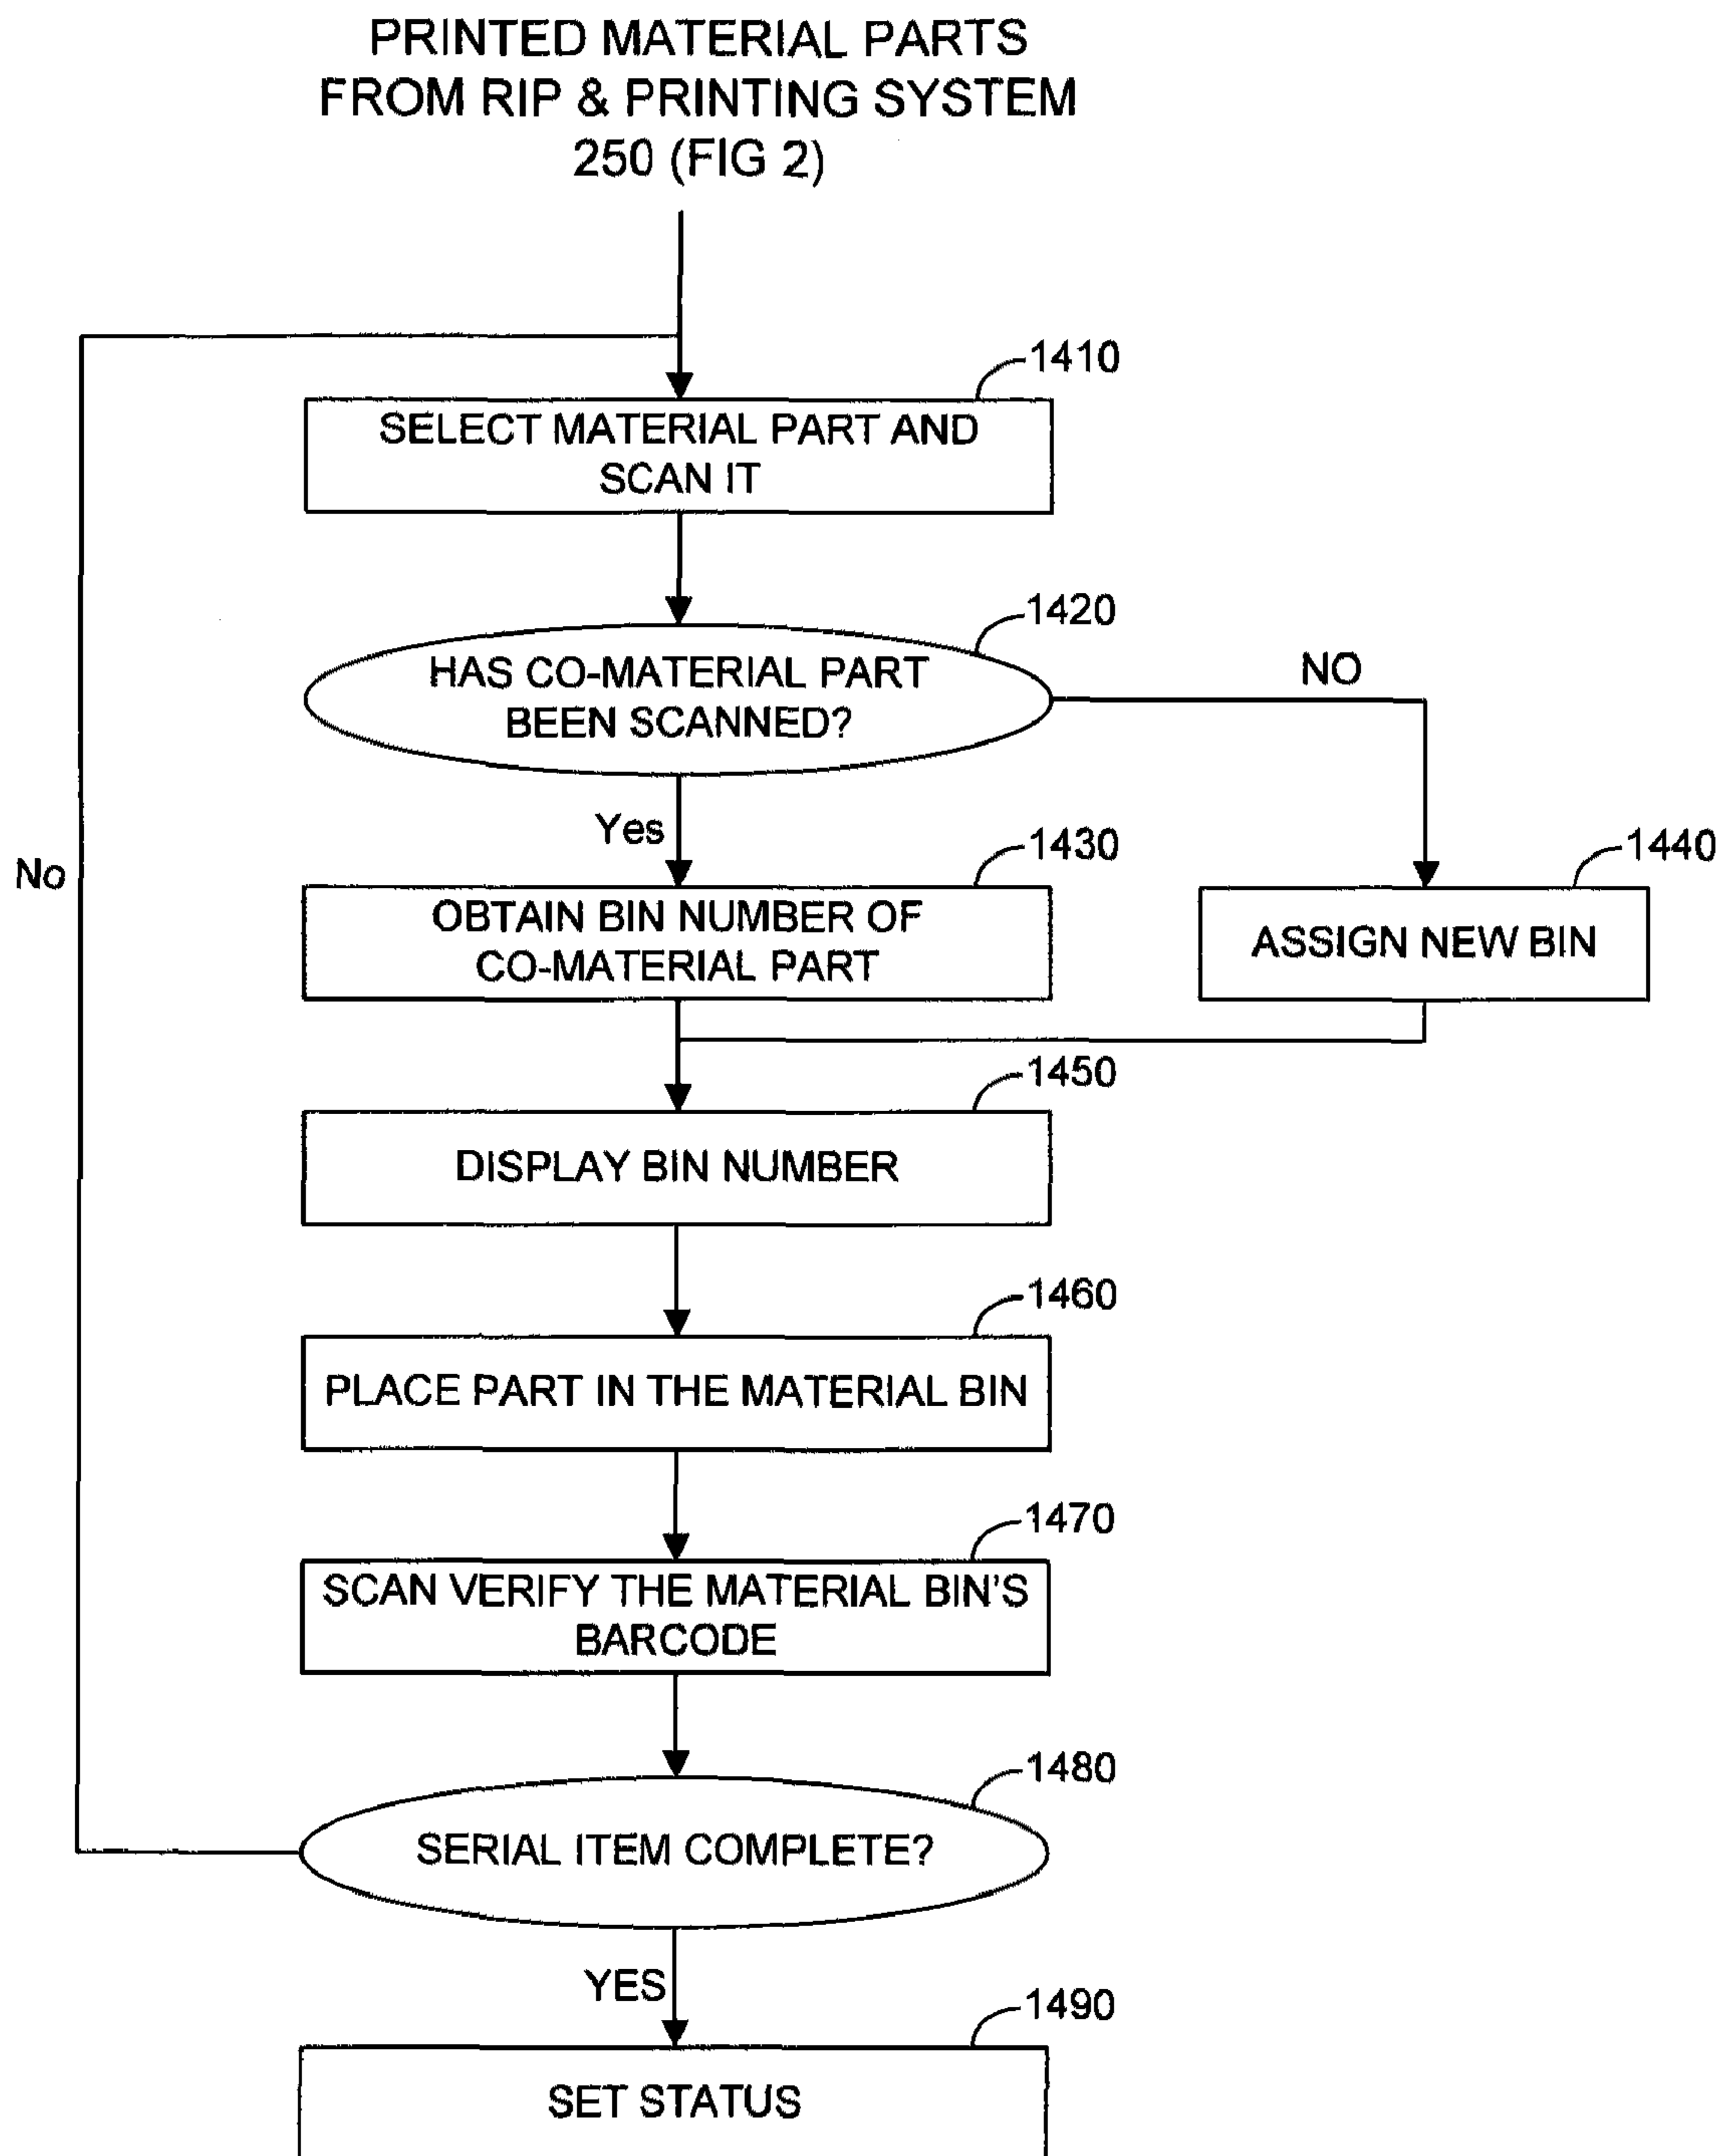 PRINTED MATERIAL PARTS
FROM RIP & PRINTING SYSTEM
250 (FIG 2)
1410
SELECT MATERIAL PART AND
SCAN IT
1420
HAS CO-MATERIAL PART
BEEN SCANNED?
NO
Yes
No
1430
OBTAIN BIN NUMBER OF
CO-MATERIAL PART
1440
ASSIGN NEW BIN
1450
DISPLAY BIN NUMBER
1460
PLACE PART IN THE MATERIAL BIN
1470
SCAN VERIFY THE MATERIAL BIN'S
BARCODE
1480
SERIAL ITEM COMPLETE?
YES
1490
SET STATUS